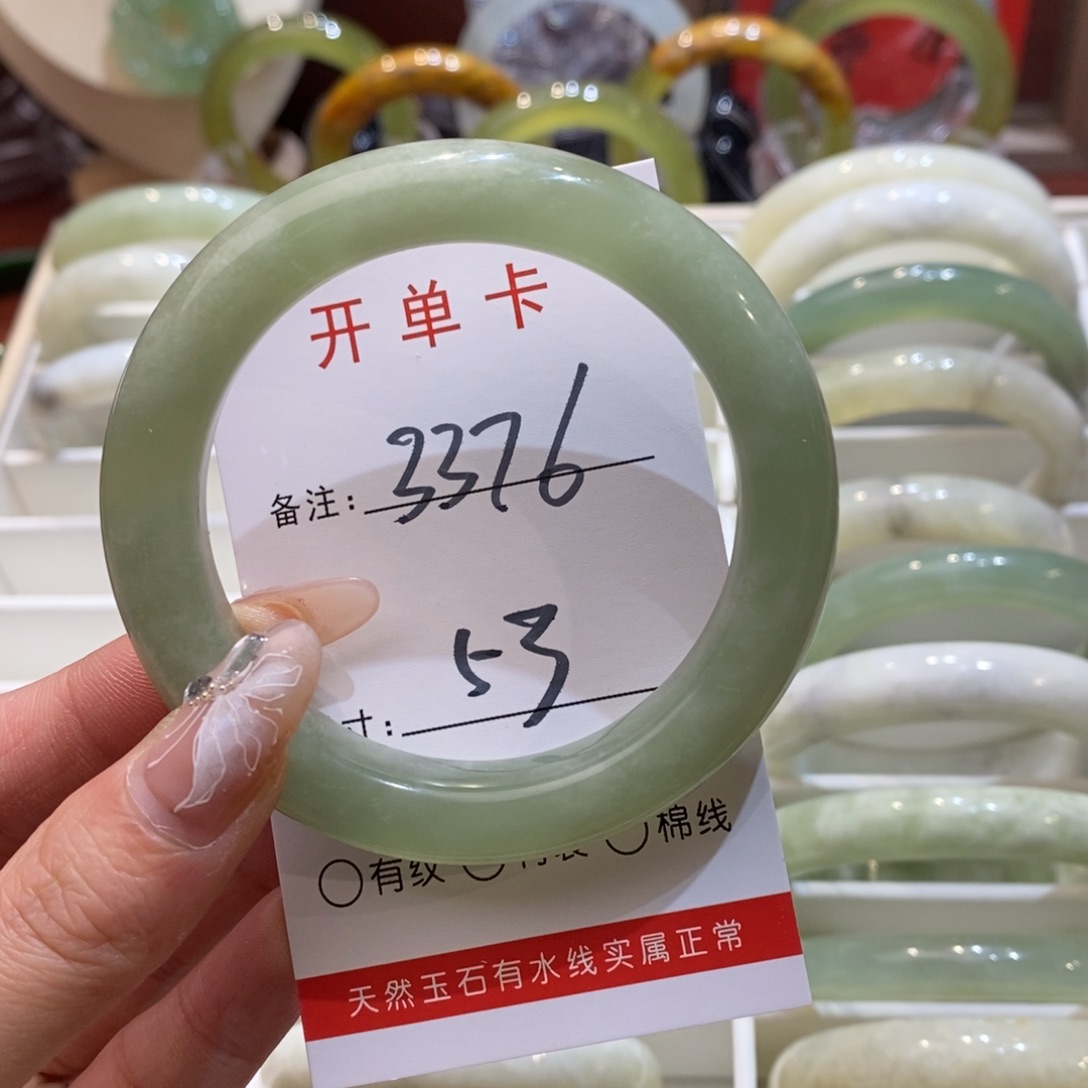 开单卡
备注：3376
寸：53
○有纹 ○ ○棉线
天然玉石有水线实属正常